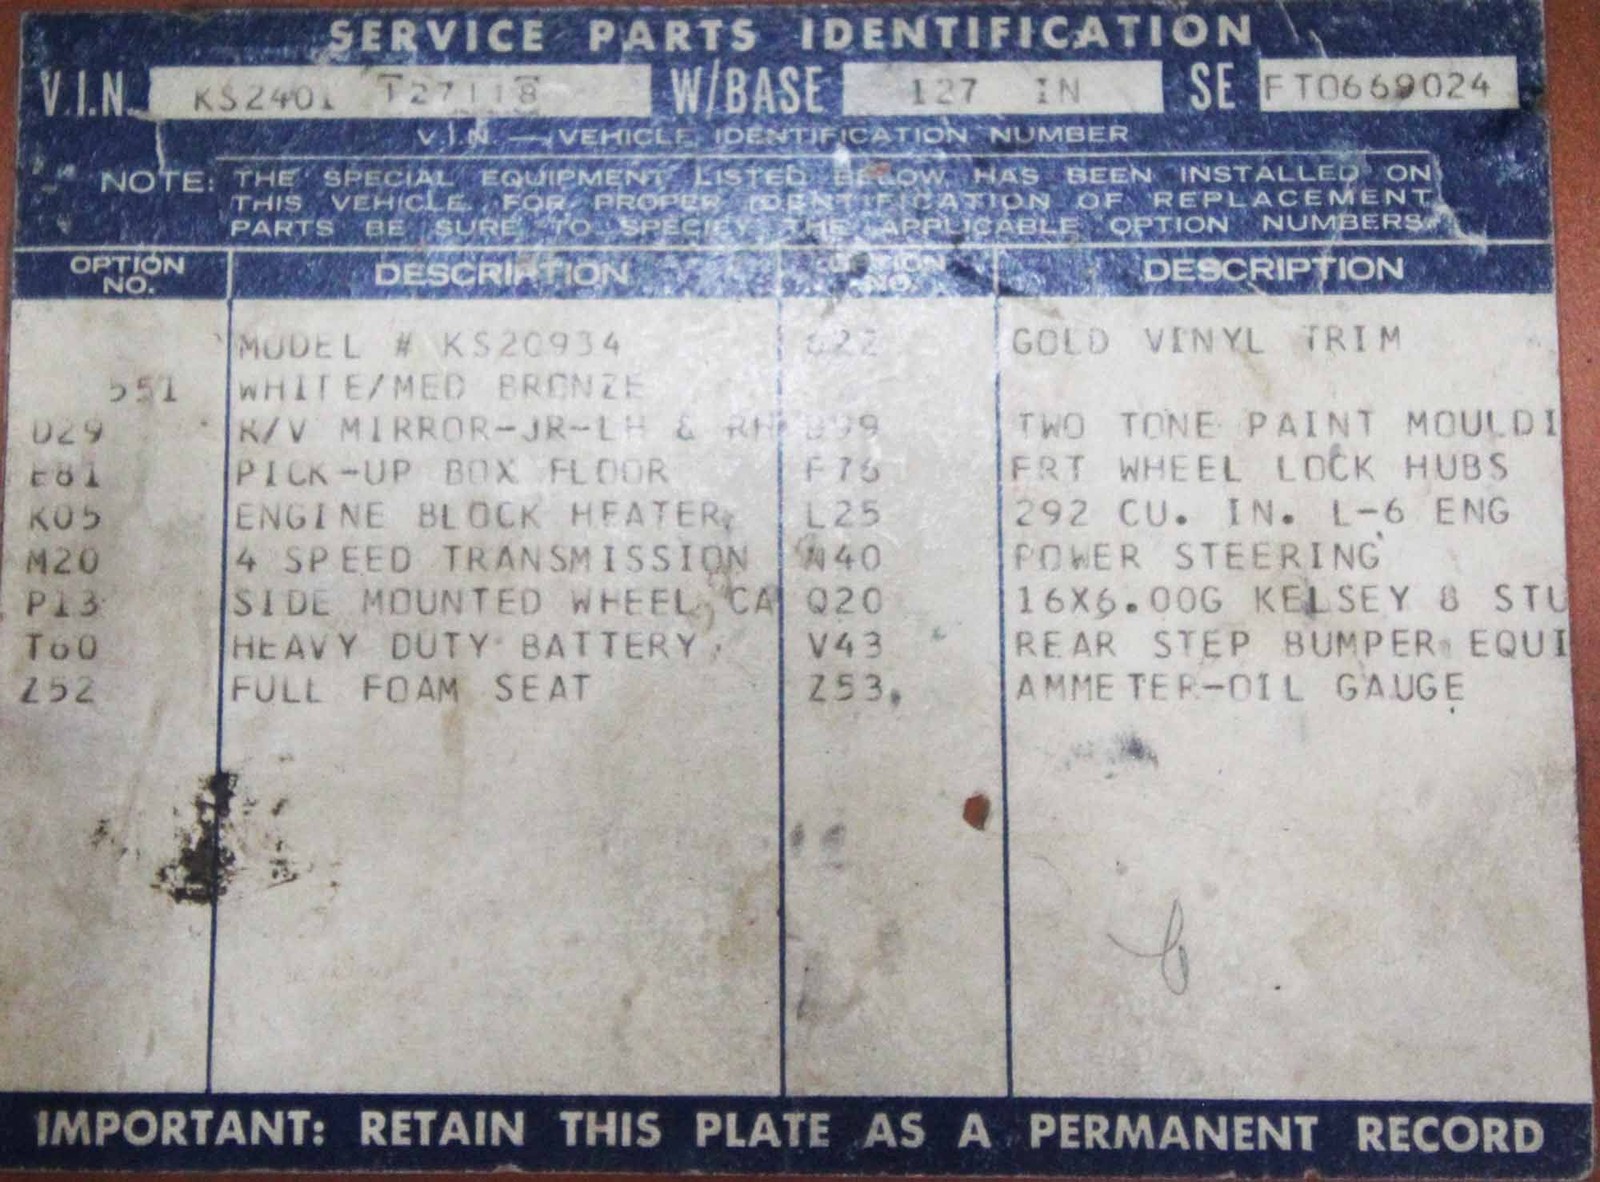 SERVICE PARTS IDENTIFICATION
V.I.N. KS2401 T27118 W/BASE 127 IN SE FT0669024
V.I.N. — VEHICLE IDENTIFICATION NUMBER
NOTE: THE SPECIAL EQUIPMENT LISTED BELOW HAS BEEN INSTALLED ON
THIS VEHICLE. FOR PROPER IDENTIFICATION OF REPLACEMENT
PARTS BE SURE TO SPECIFY THE APPLICABLE OPTION NUMBERS.
OPTION NO. DESCRIPTION OPTION NO. DESCRIPTION
MODEL # KS20934 GOLD VINYL TRIM
551 WHITE/MED BRONZE
D29 R/V MIRROR-JR-LH & RH B99 TWO TONE PAINT MOULDI
E81 PICK-UP BOX FLOOR F76 FRT WHEEL LOCK HUBS
K05 ENGINE BLOCK HEATER L25 292 CU. IN. L-6 ENG
M20 4 SPEED TRANSMISSION N40 POWER STEERING
P13 SIDE MOUNTED WHEEL CA Q20 16X6.00G KELSEY 8 STU
T60 HEAVY DUTY BATTERY V43 REAR STEP BUMPER EQUI
Z52 FULL FOAM SEAT Z53 AMMETER-OIL GAUGE
IMPORTANT: RETAIN THIS PLATE AS A PERMANENT RECORD